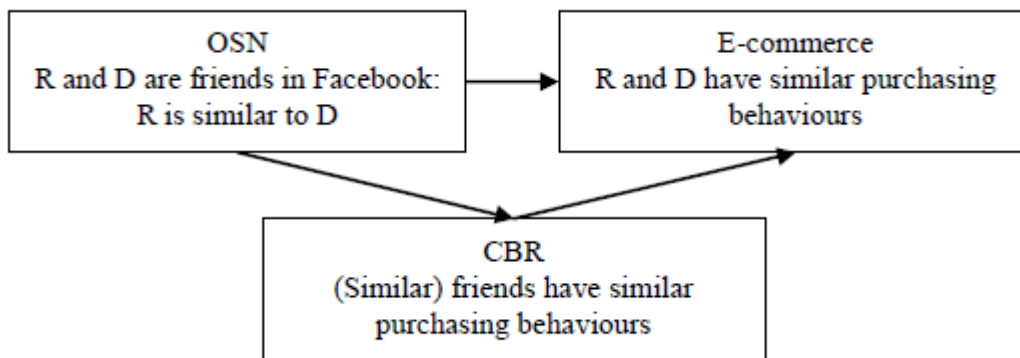 OSN
R and D are friends in Facebook:
R is similar to D
E-commerce
R and D have similar purchasing
behaviours
CBR
(Similar) friends have similar
purchasing behaviours